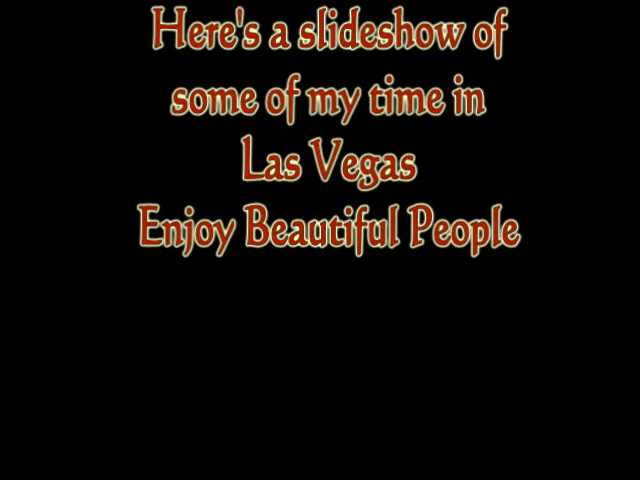 Here's a slideshow of
some of my time in
Las Vegas
Enjoy Beautiful People